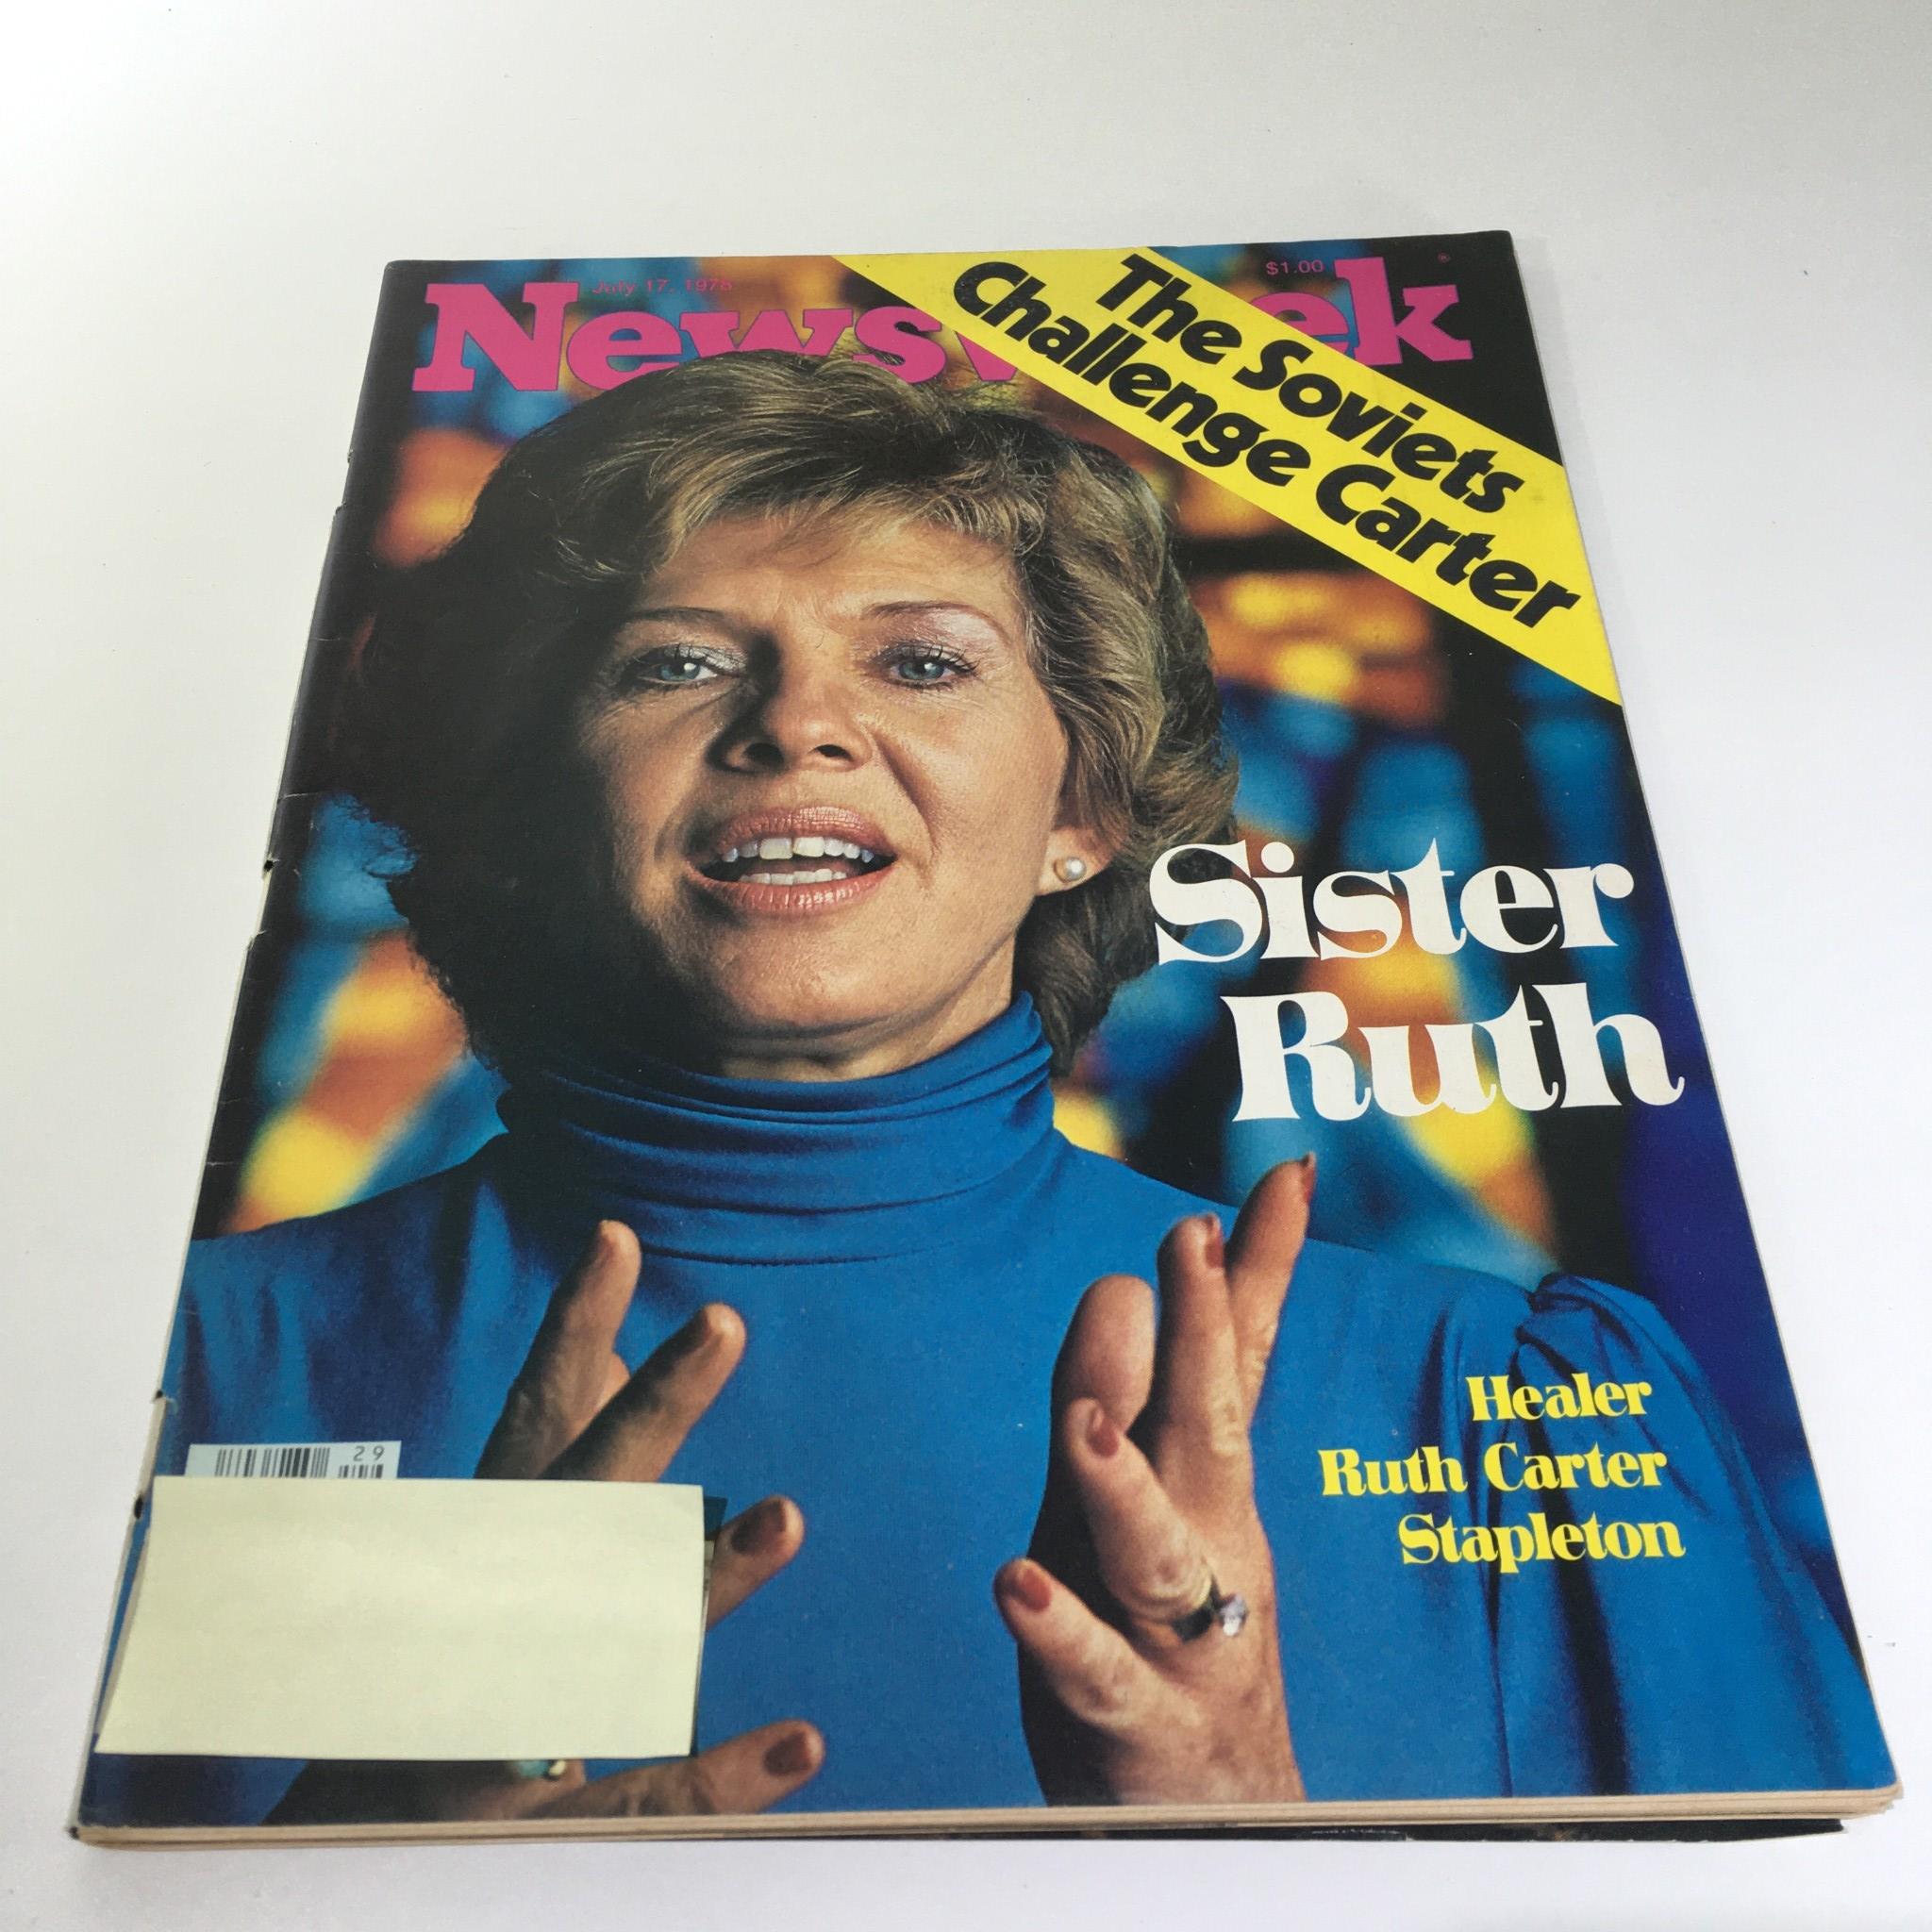 July 17, 1978
$1.00
Newsweek®
The Soviets
Challenge Carter
Sister
Ruth
Healer
Ruth Carter
Stapleton
29